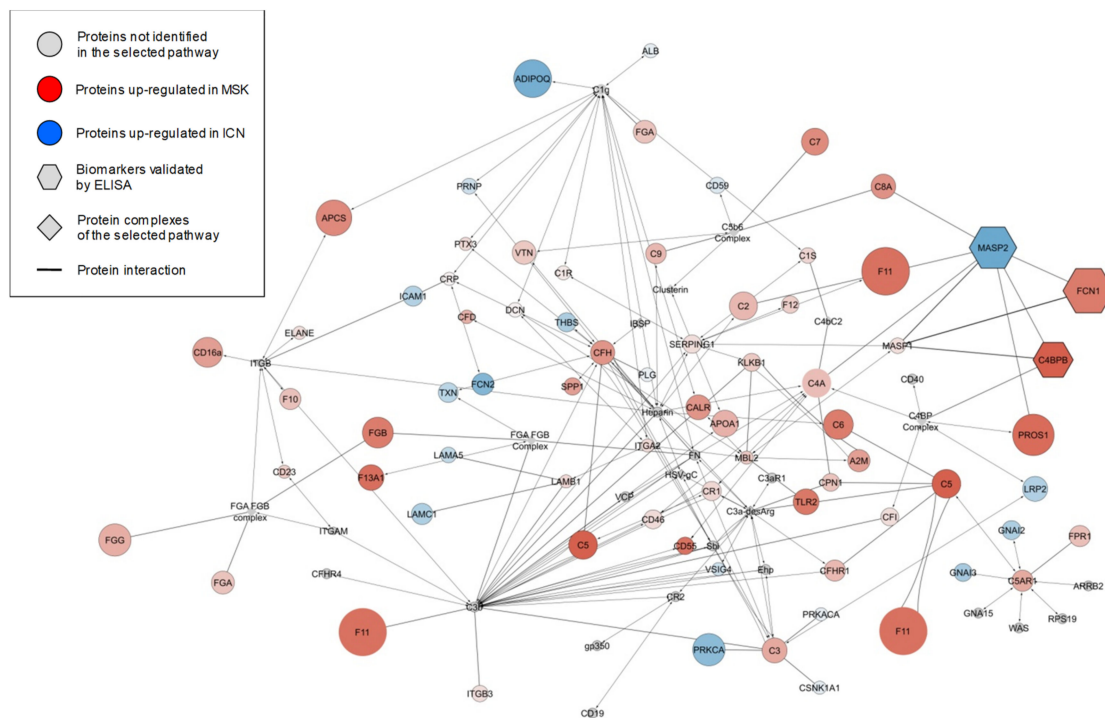 Proteins not identified
in the selected pathway
Proteins up-regulated in MSK
Proteins up-regulated in ICN
Biomarkers validated
by ELISA
Protein complexes
of the selected pathway
Protein interaction
ALB
ADIPOQ
C1q
FGA
C7
PRNP
CD59
C8A
APCS
C5b6
Complex
PTX3
VTN
C9
C1S
MASP2
CRP
C1R
F11
Clusterin
FCN1
ICAM1
DCN
THBS
IBSP
C2
F12
CFD
C4bC2
ELANE
SERPING1
MASP1
CD16a
ITGB
CFH
KLKB1
C4BPB
PLG
TXN
FCN2
SPP1
C4A
CD40
F10
Heparin
CALR
C4BP
Complex
FGB
FGA FGB
Complex
APOA1
C6
PROS1
ITGA2
LAMA5
FN
MBL2
A2M
CD23
F13A1
HSV-gC
C3aR1
LAMB1
CPN1
C5
LRP2
VCP
CR1
TLR2
FGA FGB
complex
LAMC1
C3a-desArg
CD46
CFI
ITGAM
GNAI2
FPR1
FGG
C5
CD55
Sbi
VSIG4
Ehp
CFHR1
GNAI3
C5AR1
ARRB2
FGA
CFHR4
CR2
C3b
PRKACA
GNA15
RPS19
WAS
F11
gp350
PRKCA
C3
F11
ITGB3
CSNK1A1
CD19